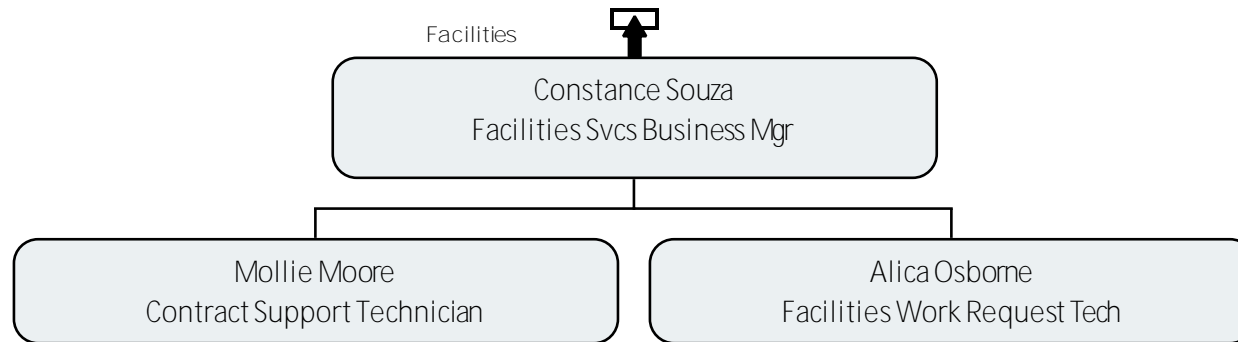 Facilities
Constance Souza
Facilities Svcs Business Mgr
Mollie Moore
Contract Support Technician
Alica Osborne
Facilities Work Request Tech